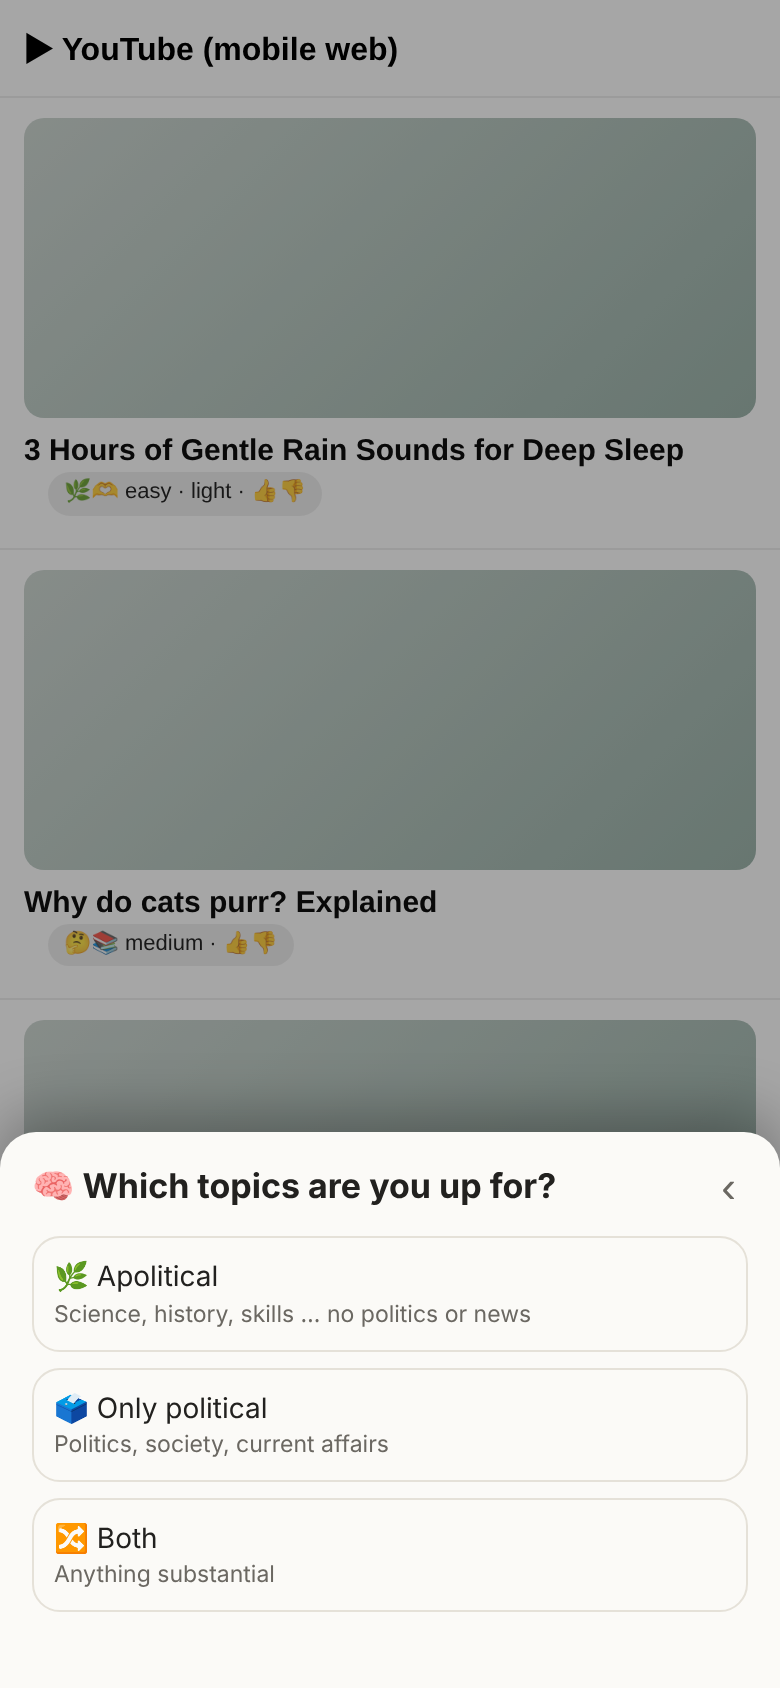 ▶ YouTube (mobile web)
3 Hours of Gentle Rain Sounds for Deep Sleep
🌿🫶 easy · light · 👍👎
Why do cats purr? Explained
🤔📚 medium · 👍👎
🧠 Which topics are you up for? ‹
🌿 Apolitical
Science, history, skills … no politics or news
🗳️ Only political
Politics, society, current affairs
🔀 Both
Anything substantial